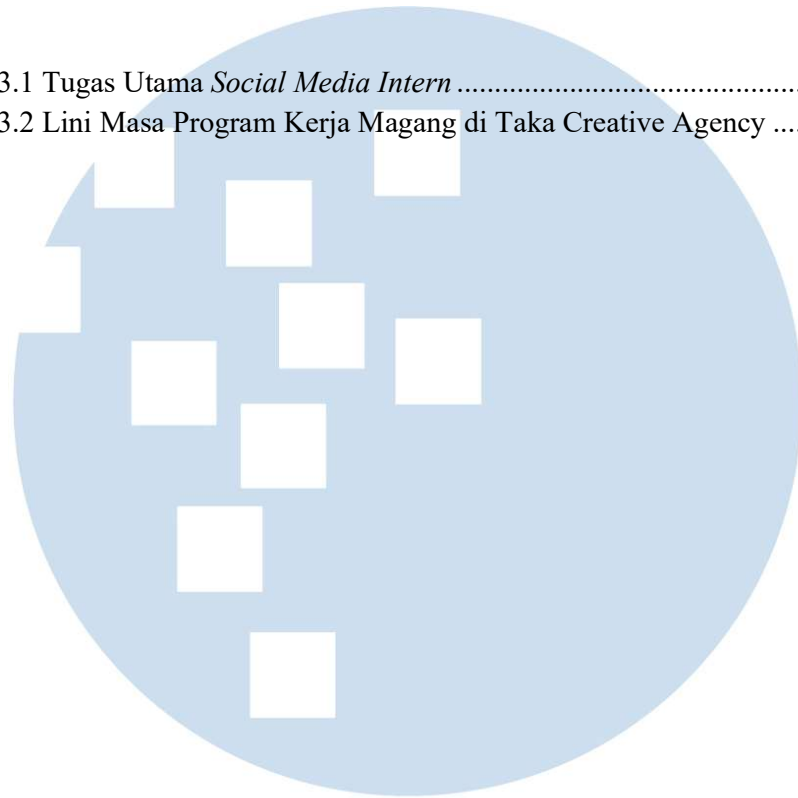 3.1 Tugas Utama Social Media Intern ............................................
3.2 Lini Masa Program Kerja Magang di Taka Creative Agency ....